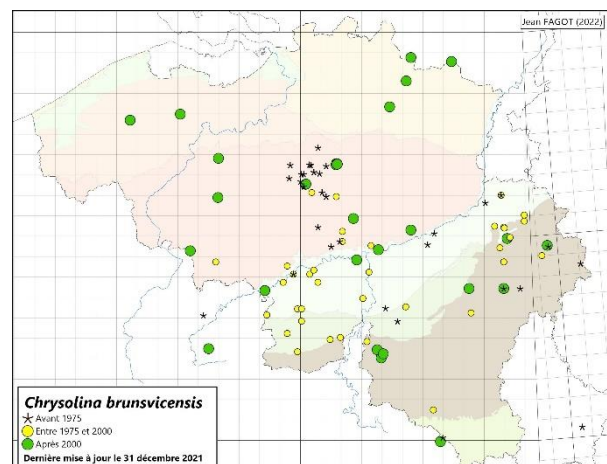 Jean FAGOT (2022)
Chrysolina brunsvicensis
Avant 1975
Entre 1975 et 2000
Après 2000
Dernière mise à jour le 31 décembre 2021